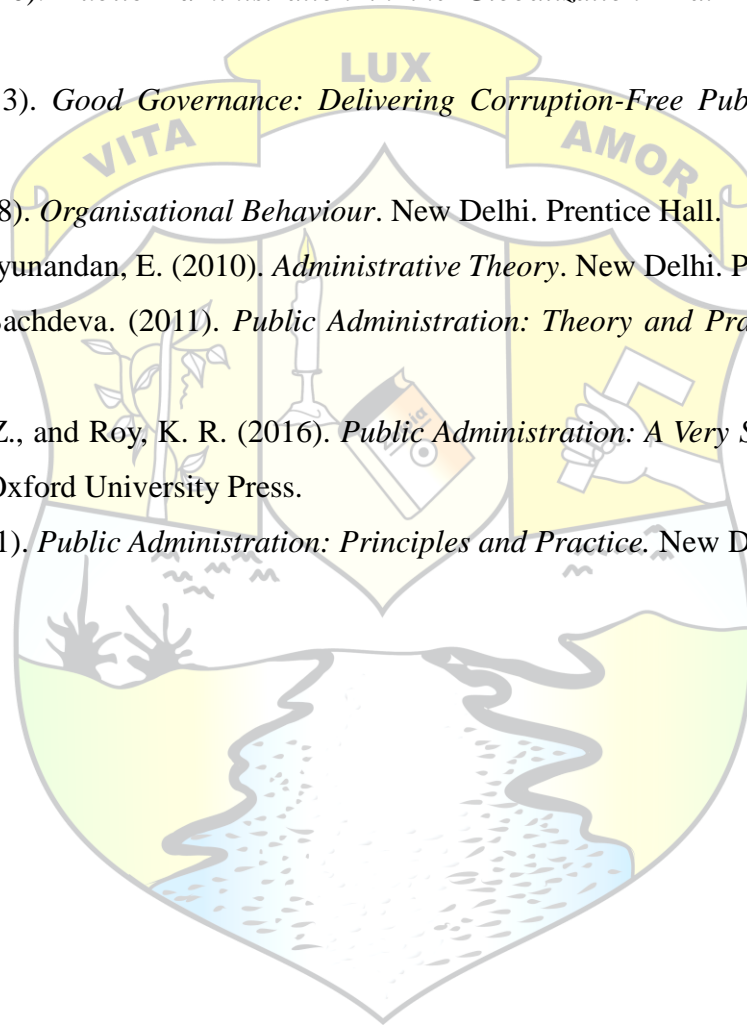 LUX
3). Good Governance: Delivering Corruption-Free Pub
VITA
AMOR
8). Organisational Behaviour. New Delhi. Prentice Hall.
yunandan, E. (2010). Administrative Theory. New Delhi. P
Sachdeva. (2011). Public Administration: Theory and Pra
Z., and Roy, K. R. (2016). Public Administration: A Very S
Oxford University Press.
1). Public Administration: Principles and Practice. New D